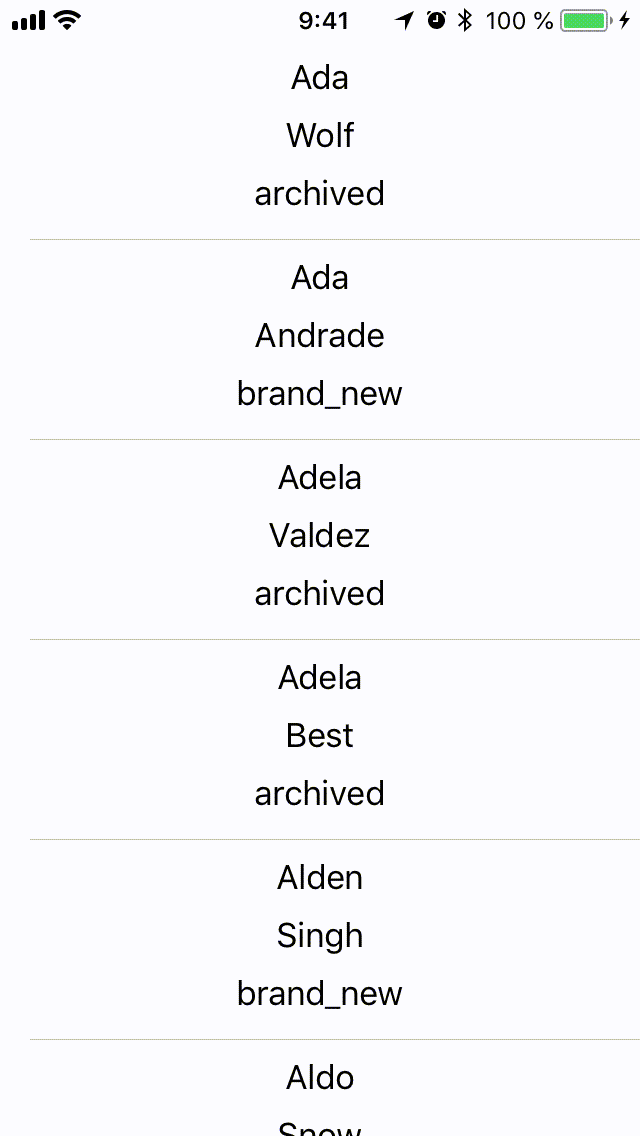 9:41 100 %
Ada
Wolf
archived
Ada
Andrade
brand_new
Adela
Valdez
archived
Adela
Best
archived
Alden
Singh
brand_new
Aldo
Snow